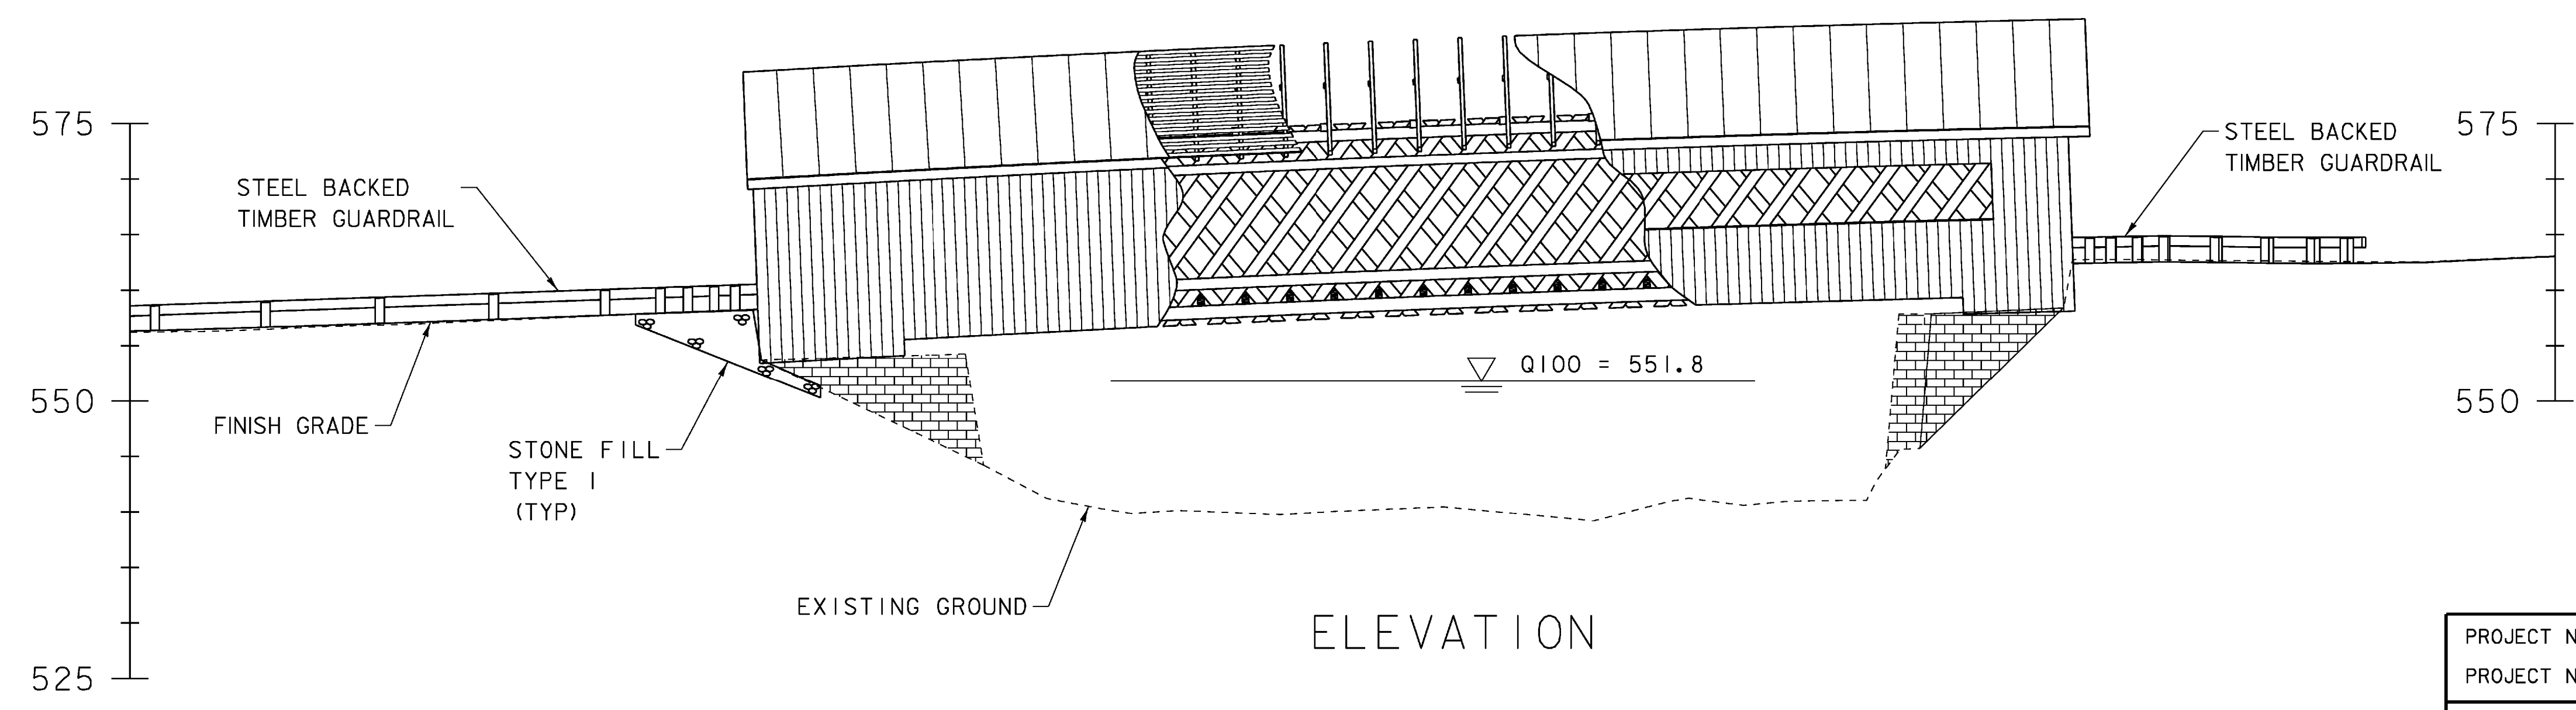 575
575
STEEL BACKED
TIMBER GUARDRAIL
STEEL BACKED
TIMBER GUARDRAIL
Q100 = 551.8
550
550
FINISH GRADE
STONE FILL
TYPE 1
(TYP)
EXISTING GROUND
ELEVATION
525
PROJECT N
PROJECT N